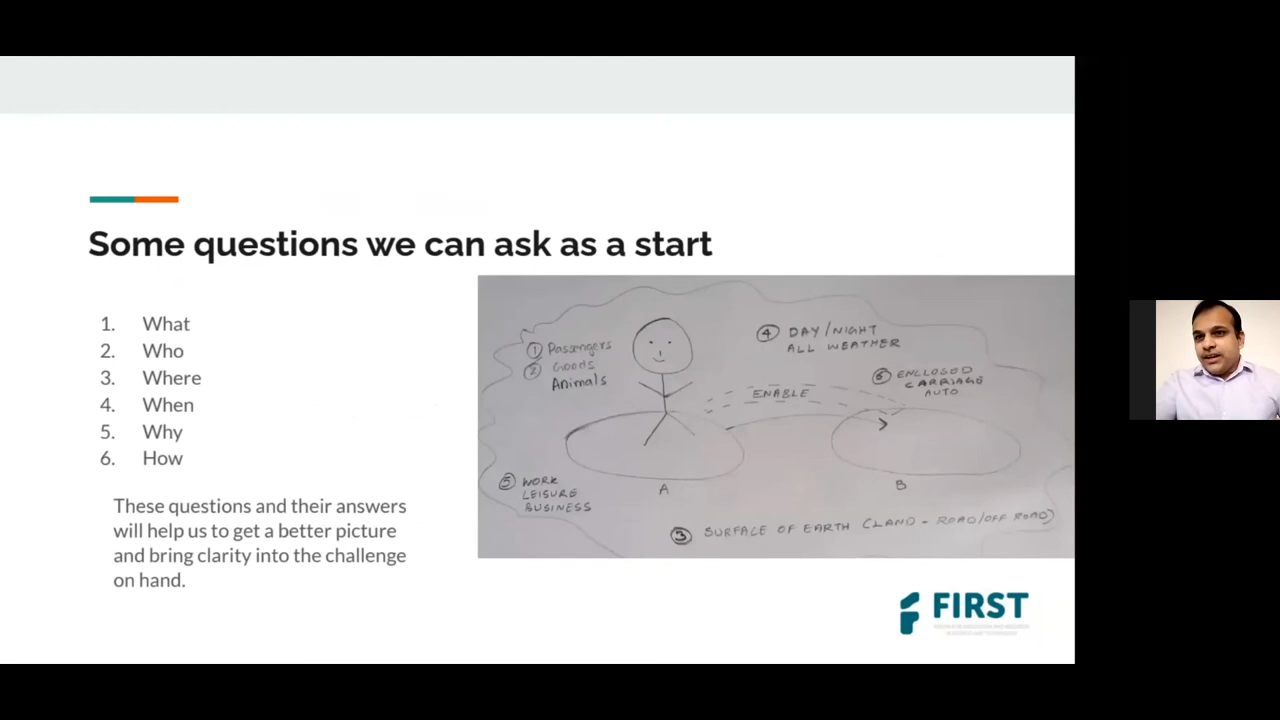 Some questions we can ask as a start
1. What
2. Who
3. Where
4. When
5. Why
6. How
These questions and their answers
will help us to get a better picture
and bring clarity into the challenge
on hand.
① Passengers
② Goods
Animals
④ DAY/NIGHT
ALL WEATHER
⑥ ENCLOSED
CARRIAGE
AUTO
ENABLE
⑤ WORK
LEISURE
BUSINESS
A
B
③ SURFACE OF EARTH (LAND - ROAD/OFF ROAD)
FIRST